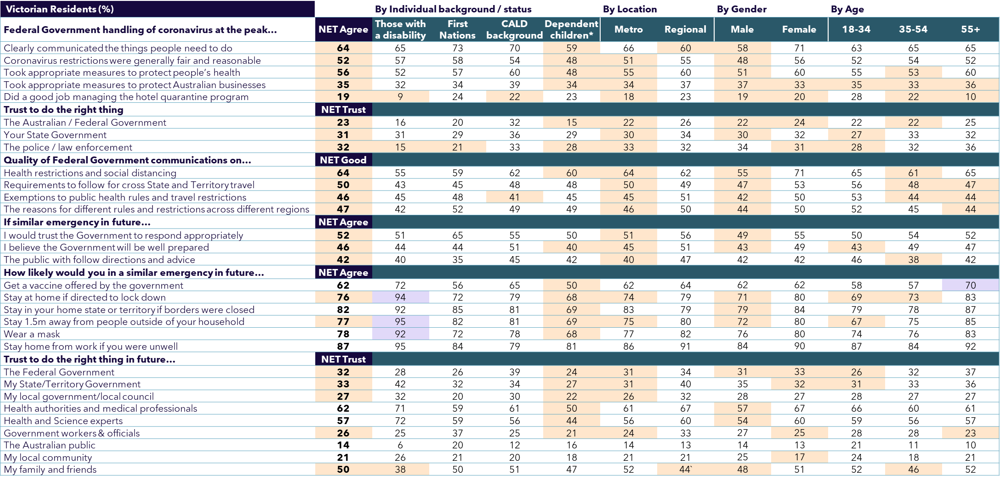 Victorian Residents (%) By Individual background / status By Location By Gender By Age
Federal Government handling of coronavirus at the peak... NET Agree Those with a disability First Nations CALD background Dependent children* Metro Regional Male Female 18-34 35-54 55+
Clearly communicated the things people need to do 64 65 73 70 59 66 60 58 71 63 65 65
Coronavirus restrictions were generally fair and reasonable 52 57 58 54 48 51 55 48 56 52 54 52
Took appropriate measures to protect people's health 56 52 57 60 48 55 60 51 60 55 53 60
Took appropriate measures to protect Australian businesses 35 32 34 39 34 34 37 37 33 35 33 36
Did a good job managing the hotel quarantine program 19 9 24 22 23 18 23 19 20 28 22 10
Trust to do the right thing NET Trust
The Australian / Federal Government 23 16 20 32 15 22 26 22 24 22 22 25
Your State Government 31 31 29 36 29 30 34 30 32 27 33 32
The police / law enforcement 32 15 21 33 28 33 32 34 31 28 32 36
Quality of Federal Government communications on... NET Good
Health restrictions and social distancing 64 55 59 62 60 64 62 55 71 65 61 65
Requirements to follow for cross State and Territory travel 50 43 45 48 48 50 49 47 53 56 48 47
Exemptions to public health rules and travel restrictions 46 45 48 41 45 45 51 42 50 53 44 44
The reasons for different rules and restrictions across different regions 47 42 52 49 49 46 50 44 50 52 45 44
If similar emergency in future... NET Agree
I would trust the Government to respond appropriately 52 51 65 55 50 51 56 49 55 50 54 52
I believe the Government will be well prepared 46 44 44 51 40 45 51 43 49 43 49 47
The public with follow directions and advice 42 40 35 45 42 40 47 42 42 46 38 42
How likely would you in a similar emergency in future... NET Agree
Get a vaccine offered by the government 62 72 56 65 50 62 64 62 62 58 57 70
Stay at home if directed to lock down 76 94 72 79 68 74 79 71 80 69 73 83
Stay in your home state or territory if borders were closed 82 92 85 81 69 83 79 79 84 79 78 87
Stay 1.5m away from people outside of your household 77 95 82 81 69 75 80 72 80 67 75 85
Wear a mask 78 92 72 78 68 77 82 76 80 74 76 83
Stay home from work if you were unwell 87 95 84 79 81 86 91 84 90 87 84 92
Trust to do the right thing in future... NET Trust
The Federal Government 32 28 26 39 24 31 34 31 33 26 32 37
My State/Territory Government 33 42 32 34 27 31 40 35 32 31 33 36
My local government/local council 27 32 20 30 22 26 32 28 27 28 27 27
Health authorities and medical professionals 62 71 59 61 50 61 67 57 67 66 60 61
Health and Science experts 57 72 59 56 44 56 60 54 60 59 56 57
Government workers & officials 26 25 37 25 21 24 33 27 25 28 28 23
The Australian public 14 6 20 12 16 14 13 14 13 21 11 10
My local community 21 26 21 20 18 21 21 25 17 24 18 21
My family and friends 50 38 50 51 47 52 44` 48 51 52 46 52